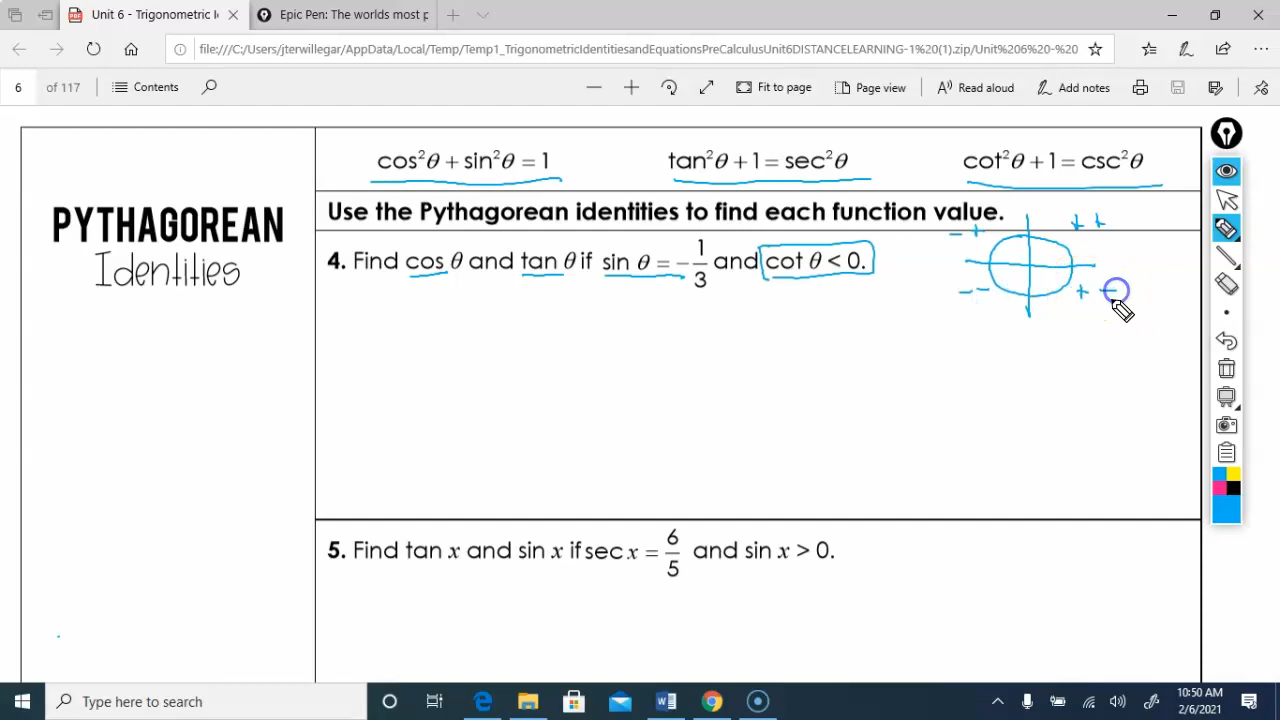 Unit 6 - Trigonometric Id
Epic Pen: The worlds most p
file:///C:/Users/jterwillegar/AppData/Local/Temp/Temp1_TrigonometricIdentitiesandEquationsPreCalculusUnit6DISTANCELEARNING-1%20(1).zip/Unit%206%20-%20
6 of 117 Contents Fit to page Page view Read aloud Add notes
cos²θ + sin²θ = 1 tan²θ + 1 = sec²θ cot²θ + 1 = csc²θ
PYTHAGOREAN
Identities
Use the Pythagorean identities to find each function value.
4. Find cos θ and tan θ if sin θ = -1/3 and cot θ < 0.
- + + +
- - + -
5. Find tan x and sin x if sec x = 6/5 and sin x > 0.
Type here to search
10:50 AM
2/6/2021